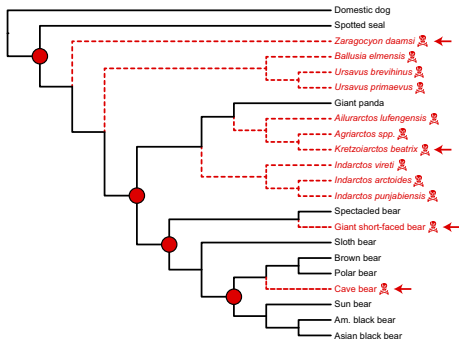 Domestic dog
Spotted seal
Zaragocyon daamsi
Ballusia elmensis
Ursavus brevihinus
Ursavus primaevus
Giant panda
Ailurarctos lufengensis
Agriarctos spp.
Kretzoiarctos beatrix
Indarctos vireti
Indarctos arctoides
Indarctos punjabiensis
Spectacled bear
Giant short-faced bear
Sloth bear
Brown bear
Polar bear
Cave bear
Sun bear
Am. black bear
Asian black bear